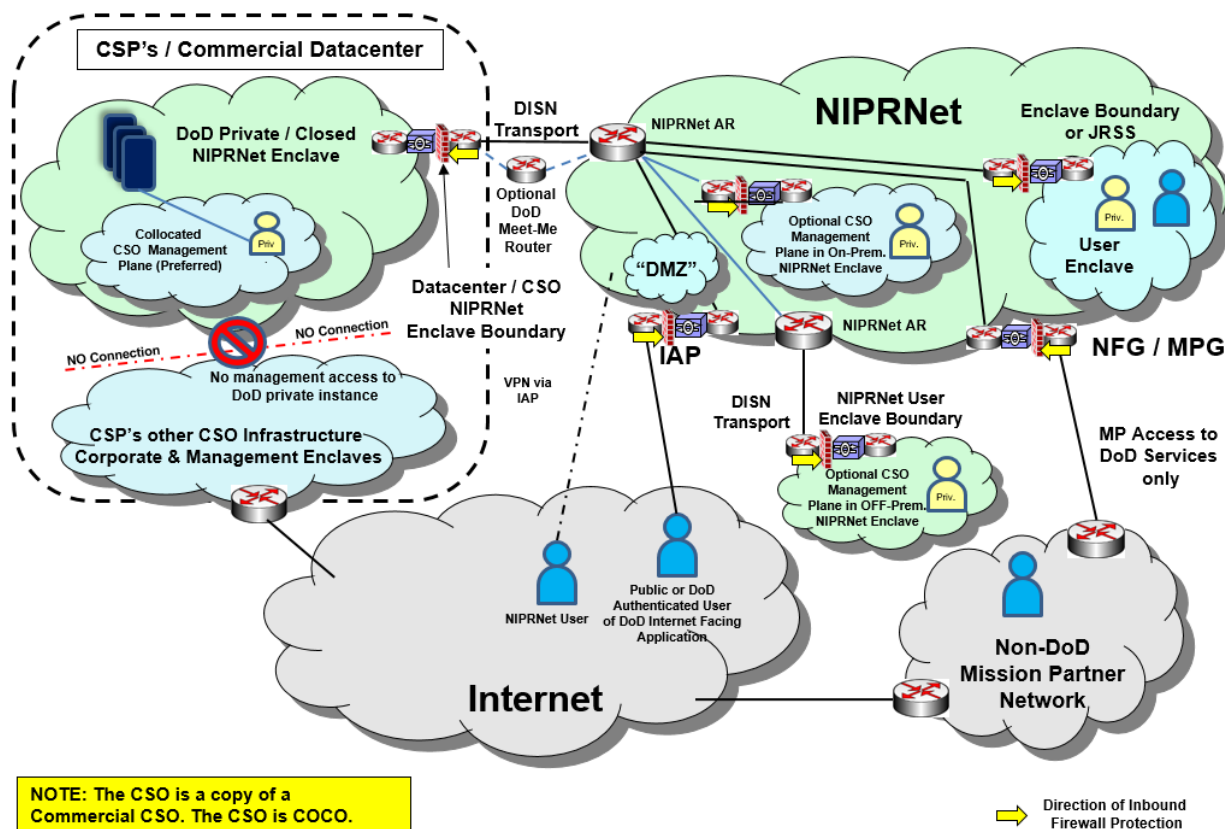 CSP's / Commercial Datacenter
DoD Private / Closed
NIPRNet Enclave
Collocated
CSO Management
Plane (Preferred)
Priv
DISN
Transport
Optional
DoD
Meet-Me
Router
Datacenter / CSO
NIPRNet
Enclave Boundary
NO Connection
NO Connection
No management access to
DoD private instance
CSP's other CSO Infrastructure
Corporate & Management Enclaves
NIPRNet AR
NIPRNet
Enclave Boundary
or JRSS
Priv.
User
Enclave
Optional CSO
Management
Plane in On-Prem.
NIPRNet Enclave
Priv.
“DMZ”
IAP
NIPRNet AR
NFG / MPG
VPN via
IAP
DISN
Transport
NIPRNet User
Enclave Boundary
Optional CSO
Management
Plane in OFF-Prem.
NIPRNet Enclave
Priv.
MP Access to
DoD Services
only
NIPRNet User
Public or DoD
Authenticated User
of DoD Internet Facing
Application
Internet
Non-DoD
Mission Partner
Network
NOTE: The CSO is a copy of a
Commercial CSO. The CSO is COCO.
Direction of Inbound
Firewall Protection